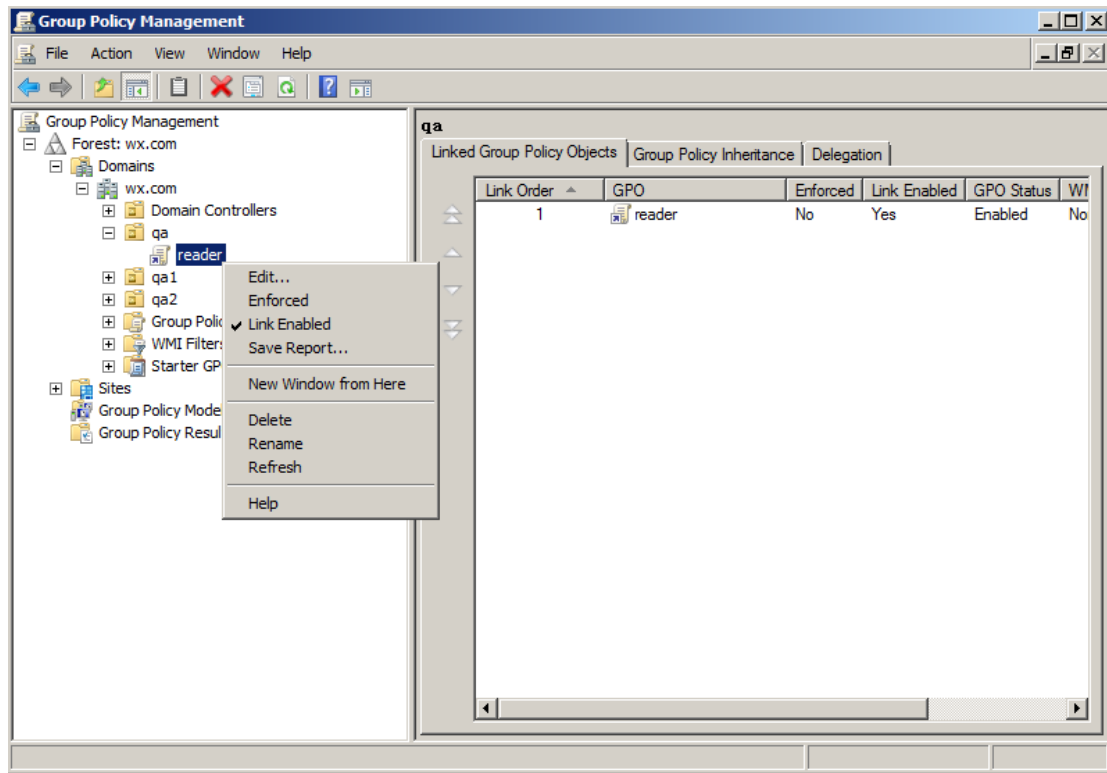 Group Policy Management
File Action View Window Help
Group Policy Management
Forest: wx.com
Domains
wx.com
Domain Controllers
qa
reader
qa1
qa2
Group Polic
WMI Filters
Starter GP
Sites
Group Policy Mode
Group Policy Resul
Edit...
Enforced
Link Enabled
Save Report...
New Window from Here
Delete
Rename
Refresh
Help
qa
Linked Group Policy Objects Group Policy Inheritance Delegation
Link Order GPO Enforced Link Enabled GPO Status WM
1 reader No Yes Enabled No